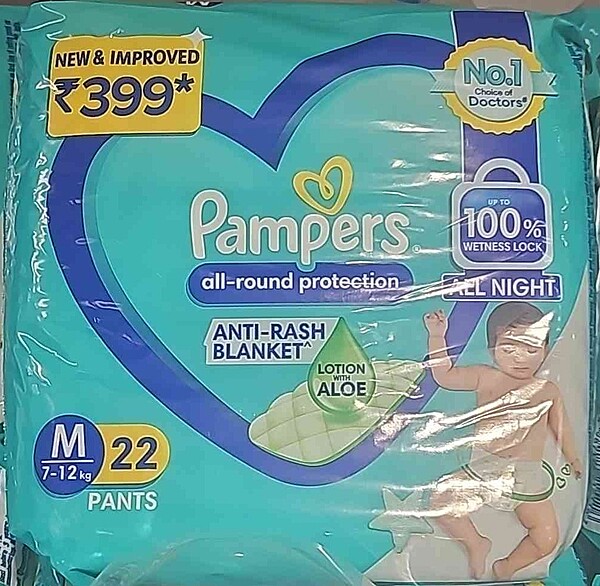 NEW & IMPROVED
₹399*
No.1
Choice of
Doctors#
Pampers
UP TO
100%
WETNESS LOCK
all-round protection
ALL NIGHT
ANTI-RASH
BLANKET^
LOTION
WITH
ALOE
M
7-12 kg
22
PANTS